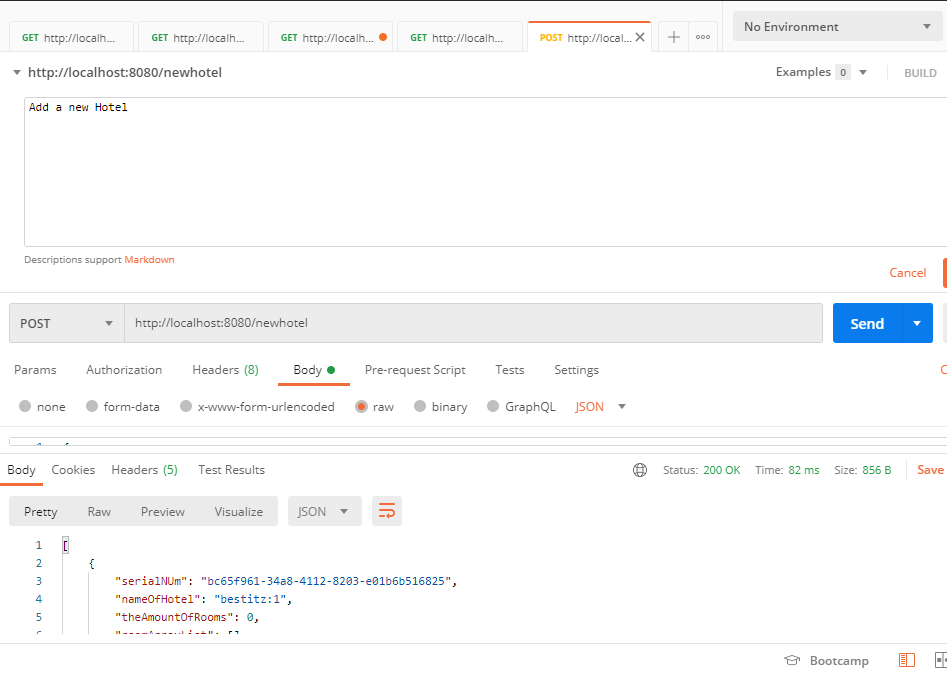 GET http://localh...
GET http://localh...
GET http://localh...
GET http://localh...
POST http://local...
No Environment
http://localhost:8080/newhotel
Examples 0
BUILD
Add a new Hotel
Descriptions support Markdown
Cancel
POST http://localhost:8080/newhotel
Send
Params Authorization Headers (8) Body Pre-request Script Tests Settings
none form-data x-www-form-urlencoded raw binary GraphQL JSON
Body Cookies Headers (5) Test Results Status: 200 OK Time: 82 ms Size: 856 B Save
Pretty Raw Preview Visualize JSON
1 [
2 {
3 "serialNUm": "bc65f961-34a8-4112-8203-e01b6b516825",
4 "nameOfHotel": "bestitz:1",
5 "theAmountOfRooms": 0,
Bootcamp